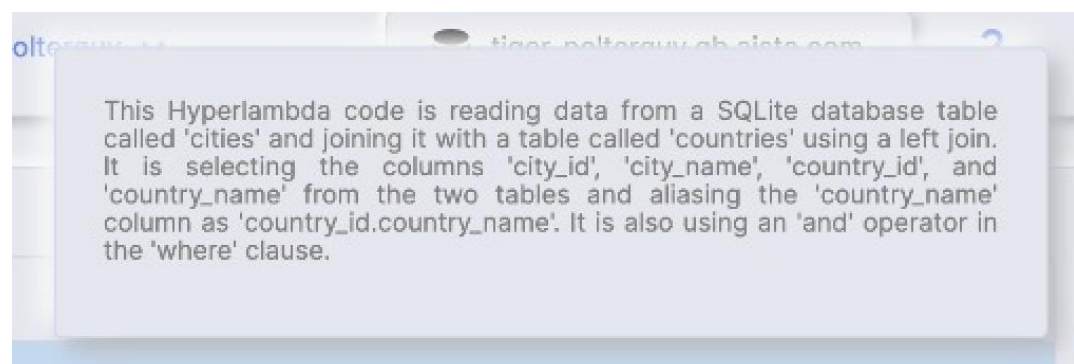 This Hyperlambda code is reading data from a SQLite database table
called 'cities' and joining it with a table called 'countries' using a left join.
It is selecting the columns 'city_id', 'city_name', 'country_id', and
'country_name' from the two tables and aliasing the 'country_name'
column as 'country_id.country_name'. It is also using an 'and' operator in
the 'where' clause.